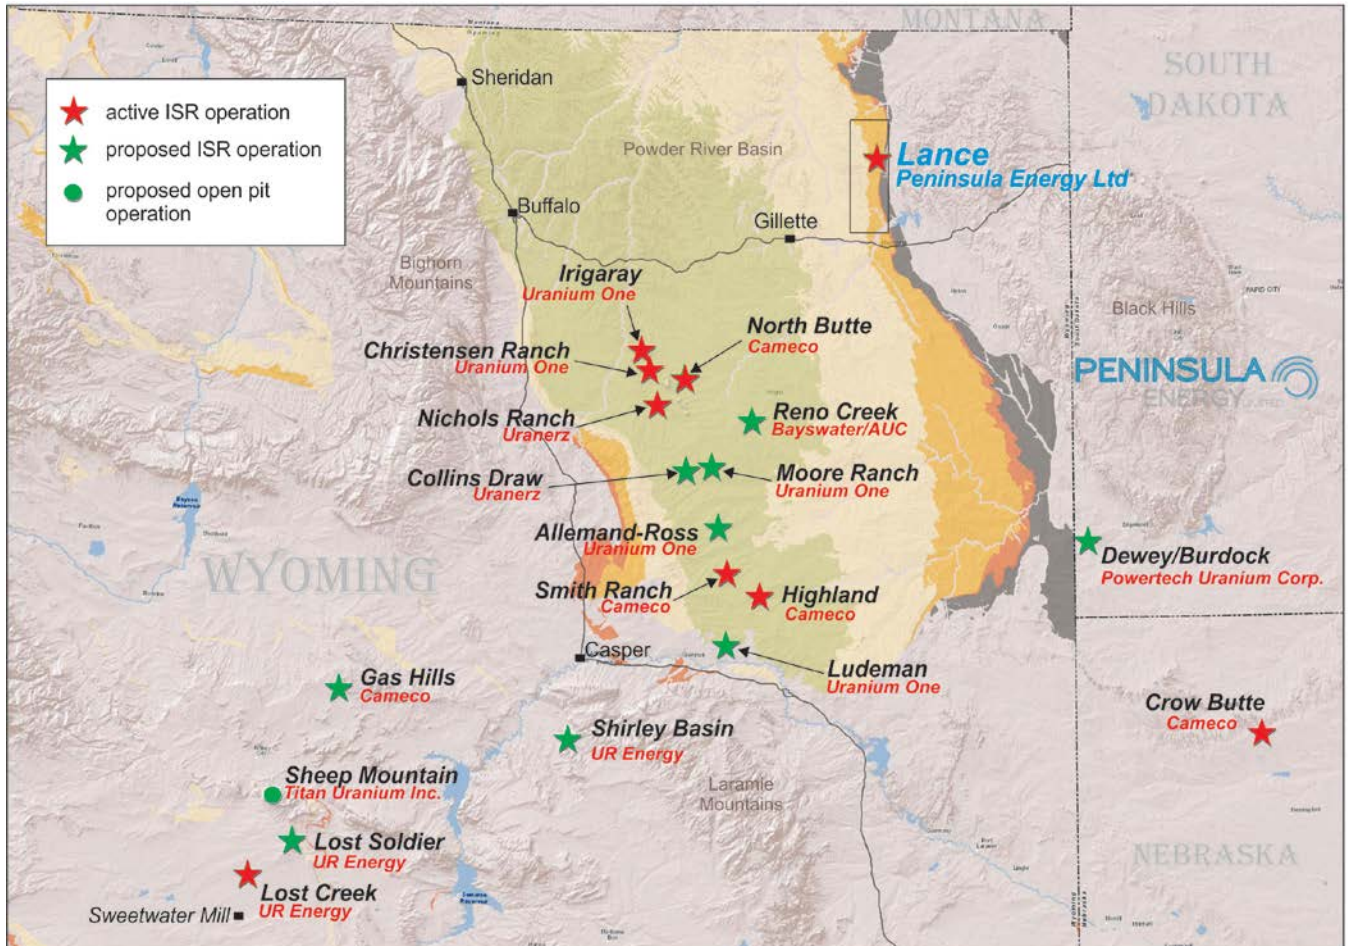 MONTANA
Montana
Wyoming
SOUTH
DAKOTA
Sheridan
active ISR operation
proposed ISR operation
proposed open pit
operation
Powder River Basin
Lance
Peninsula Energy Ltd
Buffalo
Gillette
Bighorn
Mountains
Irigaray
Uranium One
Black Hills
RAPID CITY
North Butte
Cameco
Christensen Ranch
Uranium One
PENINSULA
ENERGY
Nichols Ranch
Uranerz
Reno Creek
Bayswater/AUC
Collins Draw
Uranerz
Moore Ranch
Uranium One
Allemand-Ross
Uranium One
WYOMING
Dewey/Burdock
Powertech Uranium Corp.
Smith Ranch
Cameco
Highland
Cameco
Casper
Ludeman
Uranium One
Gas Hills
Cameco
Crow Butte
Cameco
Shirley Basin
UR Energy
Sheep Mountain
Titan Uranium Inc.
Laramie
Mountains
Lost Soldier
UR Energy
NEBRASKA
Lost Creek
UR Energy
Sweetwater Mill